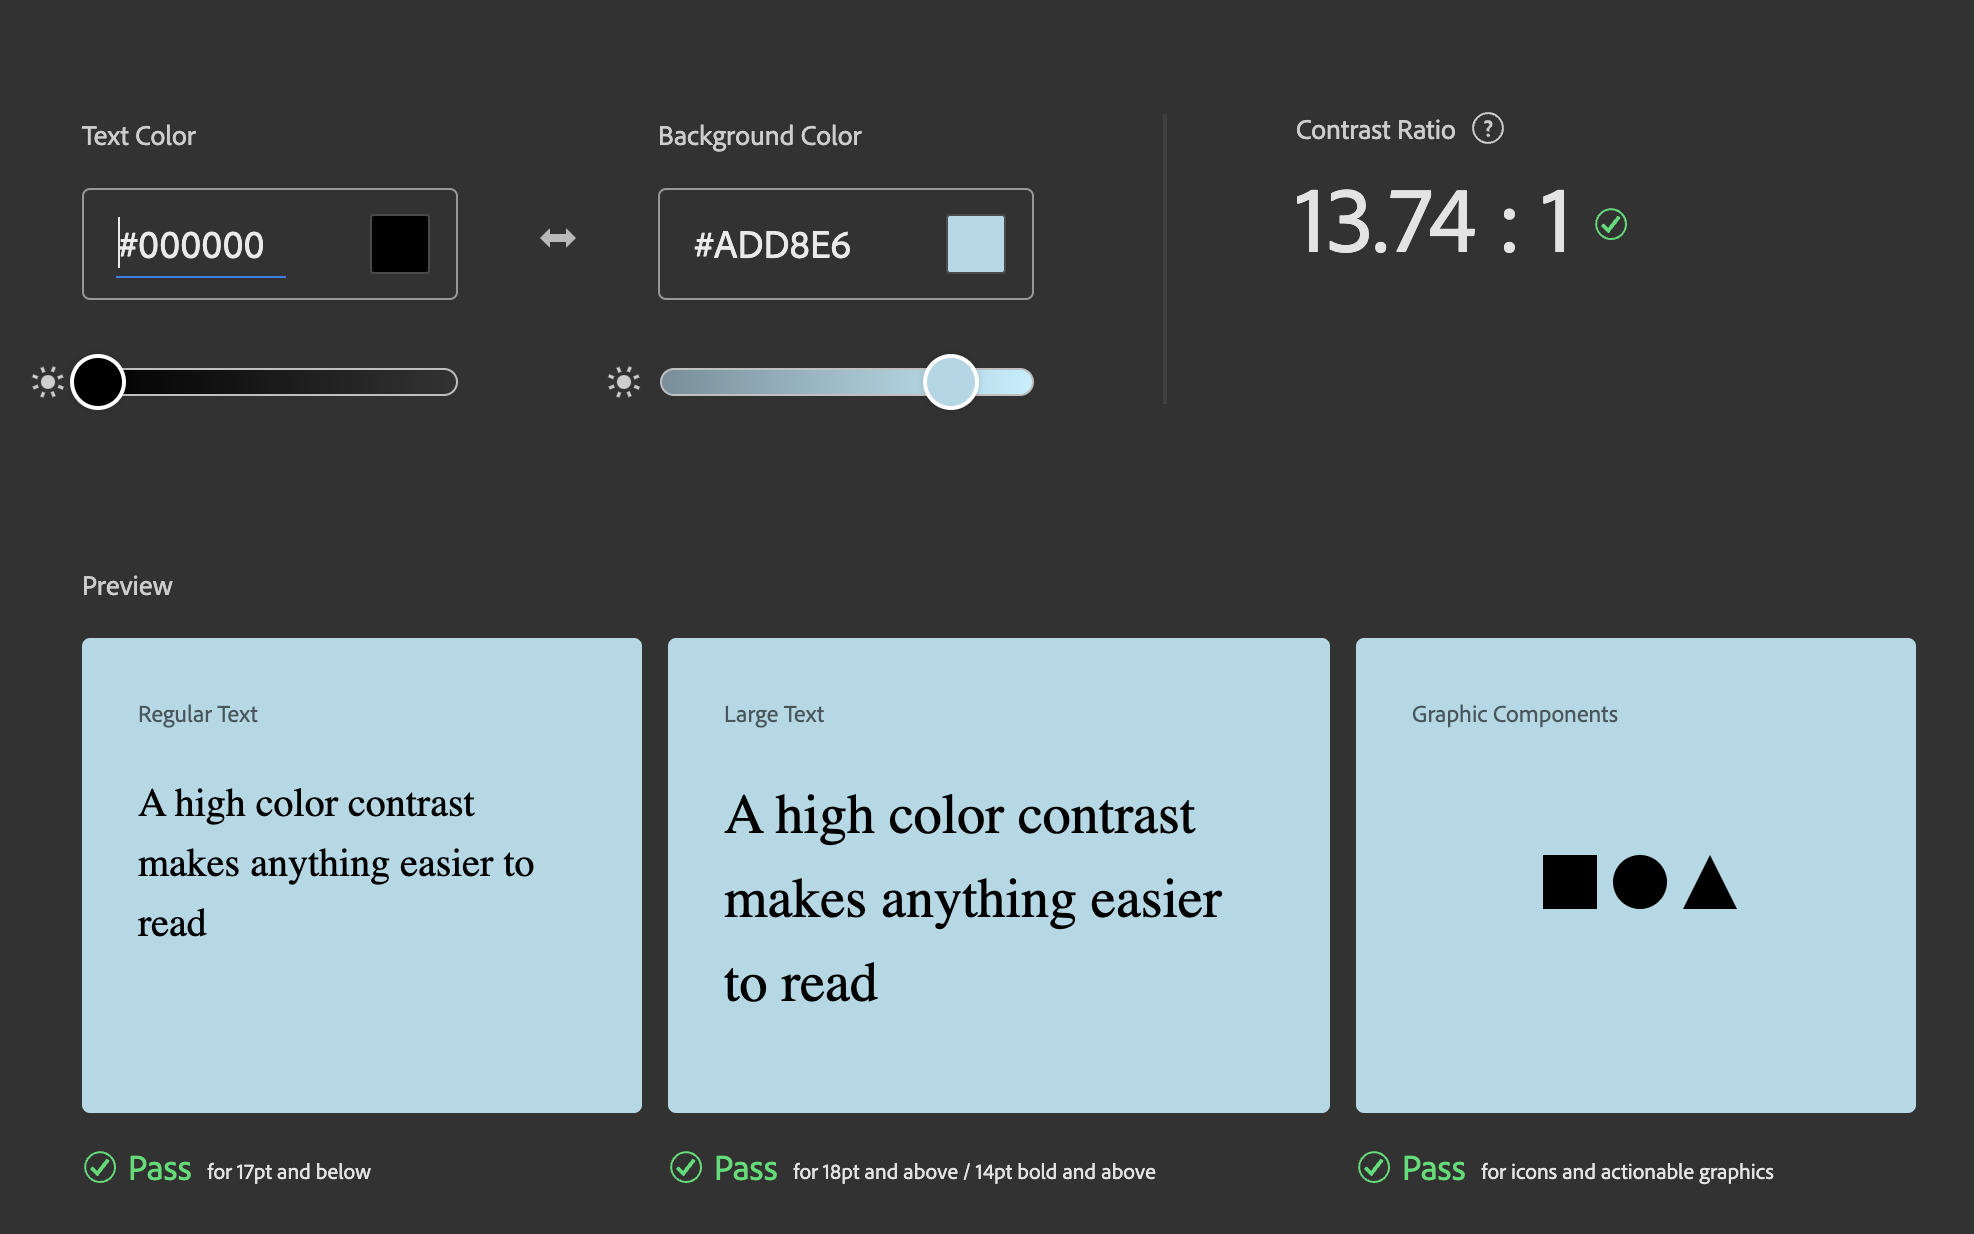 Text Color
Background Color
Contrast Ratio ?
#000000
#ADD8E6
13.74 : 1
Preview
Regular Text
A high color contrast
makes anything easier to
read
Large Text
A high color contrast
makes anything easier
to read
Graphic Components
Pass for 17pt and below
Pass for 18pt and above / 14pt bold and above
Pass for icons and actionable graphics